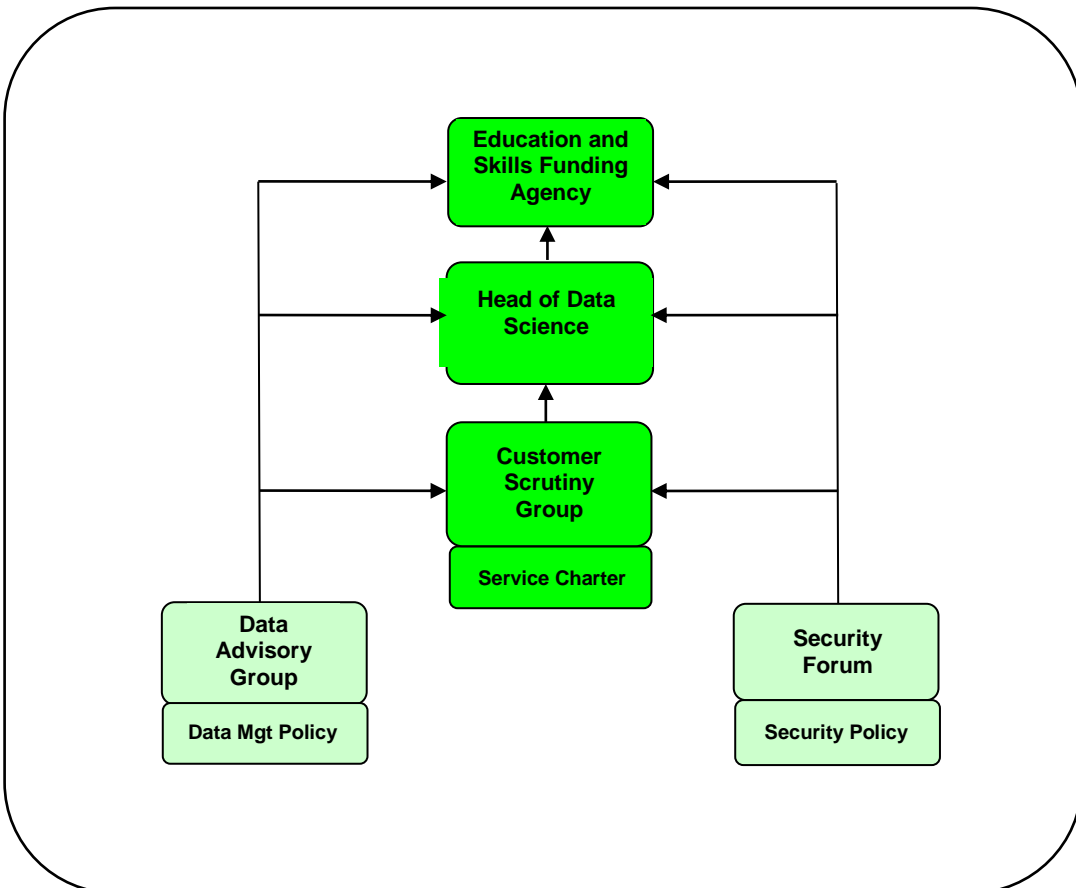 Education and
Skills Funding
Agency
Head of Data
Science
Customer
Scrutiny
Group
Service Charter
Data
Advisory
Group
Data Mgt Policy
Security
Forum
Security Policy